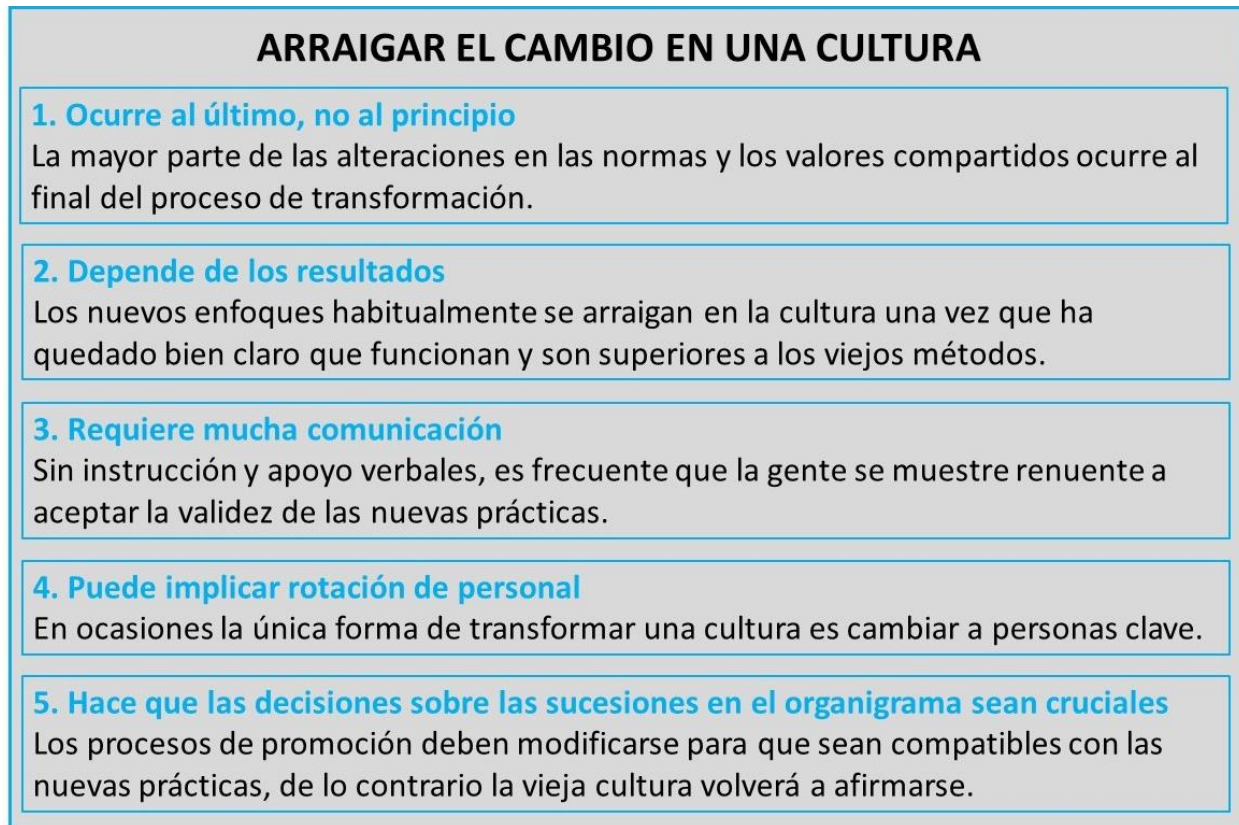 ARRAIGAR EL CAMBIO EN UNA CULTURA
1. Ocurre al último, no al principio
La mayor parte de las alteraciones en las normas y los valores compartidos ocurre al
final del proceso de transformación.
2. Depende de los resultados
Los nuevos enfoques habitualmente se arraigan en la cultura una vez que ha
quedado bien claro que funcionan y son superiores a los viejos métodos.
3. Requiere mucha comunicación
Sin instrucción y apoyo verbales, es frecuente que la gente se muestre renuente a
aceptar la validez de las nuevas prácticas.
4. Puede implicar rotación de personal
En ocasiones la única forma de transformar una cultura es cambiar a personas clave.
5. Hace que las decisiones sobre las sucesiones en el organigrama sean cruciales
Los procesos de promoción deben modificarse para que sean compatibles con las
nuevas prácticas, de lo contrario la vieja cultura volverá a afirmarse.